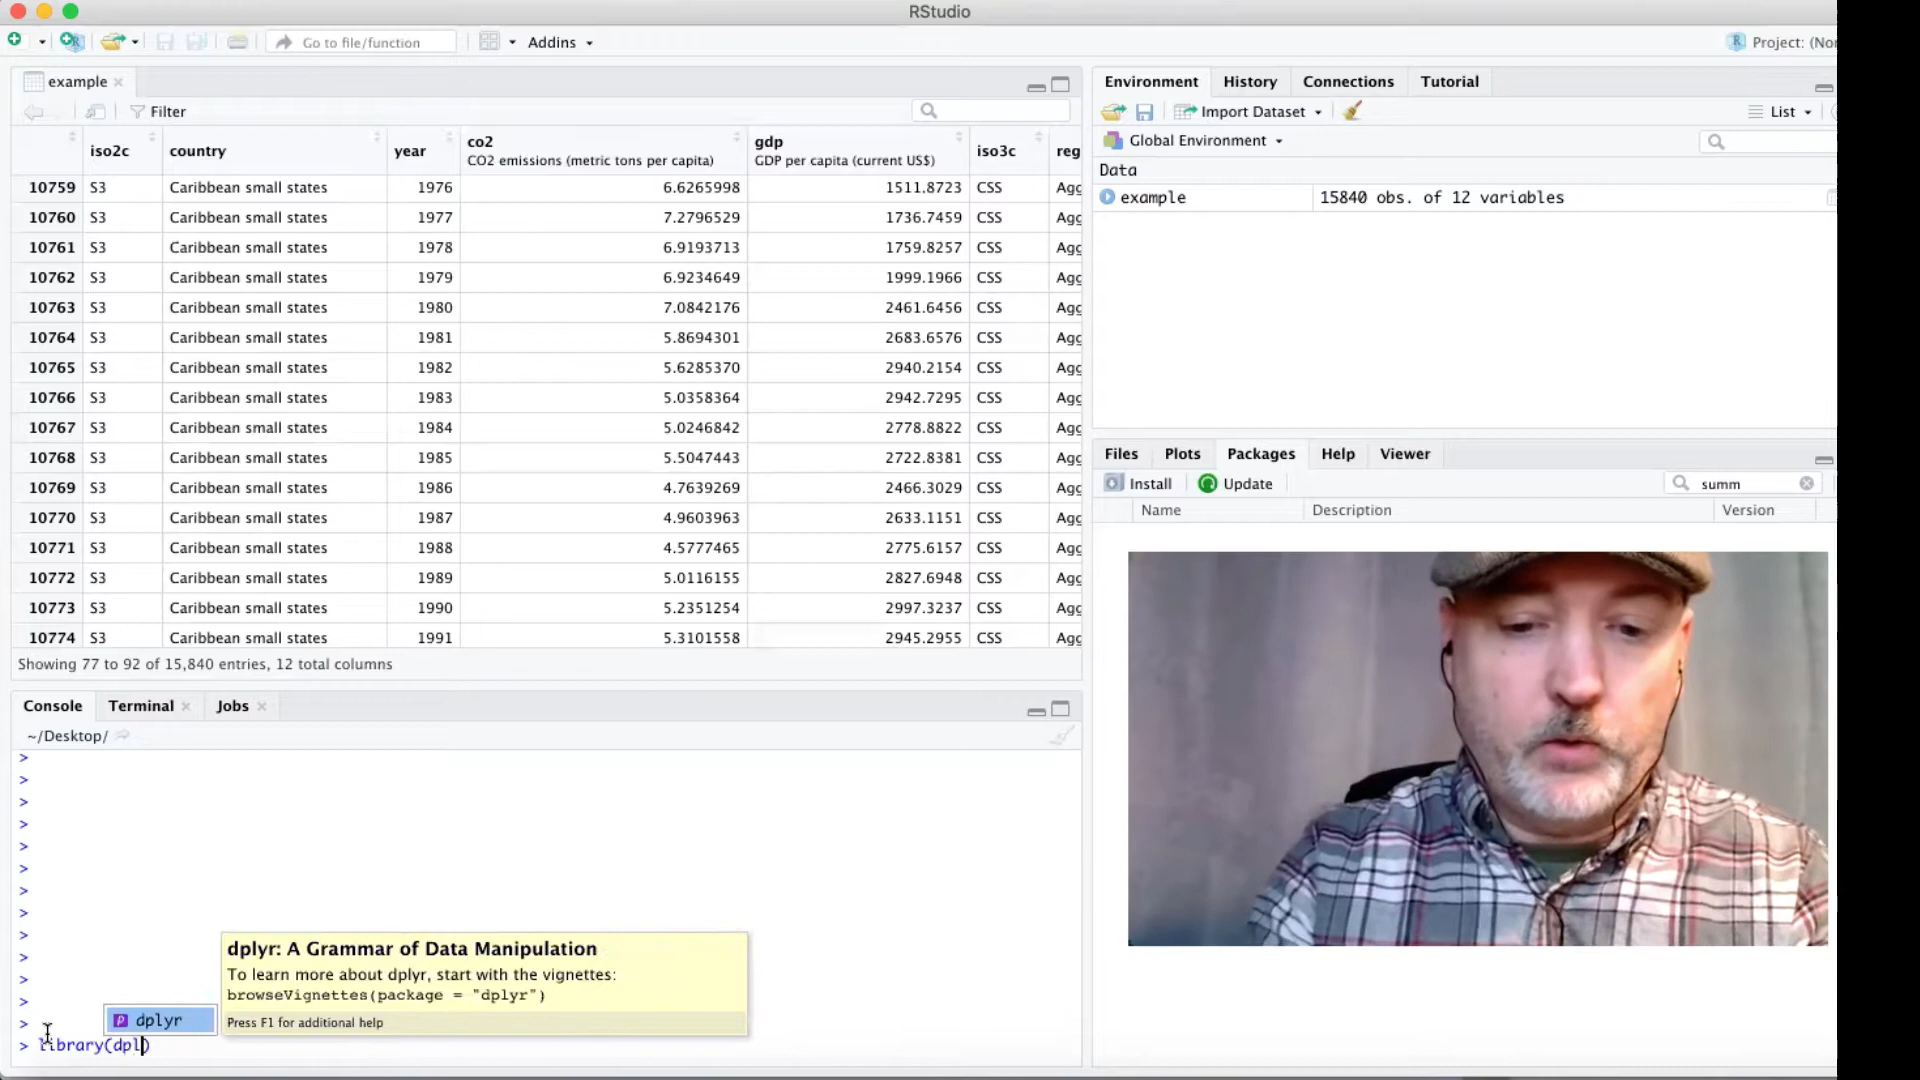 RStudio
Go to file/function
Addins
Project: (Nor
example
Filter
iso2c country year co2 CO2 emissions (metric tons per capita) gdp GDP per capita (current US$) iso3c reg
10759 S3 Caribbean small states 1976 6.6265998 1511.8723 CSS Agg
10760 S3 Caribbean small states 1977 7.2796529 1736.7459 CSS Agg
10761 S3 Caribbean small states 1978 6.9193713 1759.8257 CSS Agg
10762 S3 Caribbean small states 1979 6.9234649 1999.1966 CSS Agg
10763 S3 Caribbean small states 1980 7.0842176 2461.6456 CSS Agg
10764 S3 Caribbean small states 1981 5.8694301 2683.6576 CSS Agg
10765 S3 Caribbean small states 1982 5.6285370 2940.2154 CSS Agg
10766 S3 Caribbean small states 1983 5.0358364 2942.7295 CSS Agg
10767 S3 Caribbean small states 1984 5.0246842 2778.8822 CSS Agg
10768 S3 Caribbean small states 1985 5.5047443 2722.8381 CSS Agg
10769 S3 Caribbean small states 1986 4.7639269 2466.3029 CSS Agg
10770 S3 Caribbean small states 1987 4.9603963 2633.1151 CSS Agg
10771 S3 Caribbean small states 1988 4.5777465 2775.6157 CSS Agg
10772 S3 Caribbean small states 1989 5.0116155 2827.6948 CSS Agg
10773 S3 Caribbean small states 1990 5.2351254 2997.3237 CSS Agg
10774 S3 Caribbean small states 1991 5.3101558 2945.2955 CSS Agg
Showing 77 to 92 of 15,840 entries, 12 total columns
Console Terminal Jobs
~/Desktop/
>
>
>
>
>
>
>
>
>
>
>
>
>
dplyr: A Grammar of Data Manipulation
To learn more about dplyr, start with the vignettes:
browseVignettes(package = "dplyr")
Press F1 for additional help
dplyr
> library(dpl)
Environment History Connections Tutorial
Import Dataset
List
Global Environment
Data
example 15840 obs. of 12 variables
Files Plots Packages Help Viewer
Install Update
summ
Name Description Version